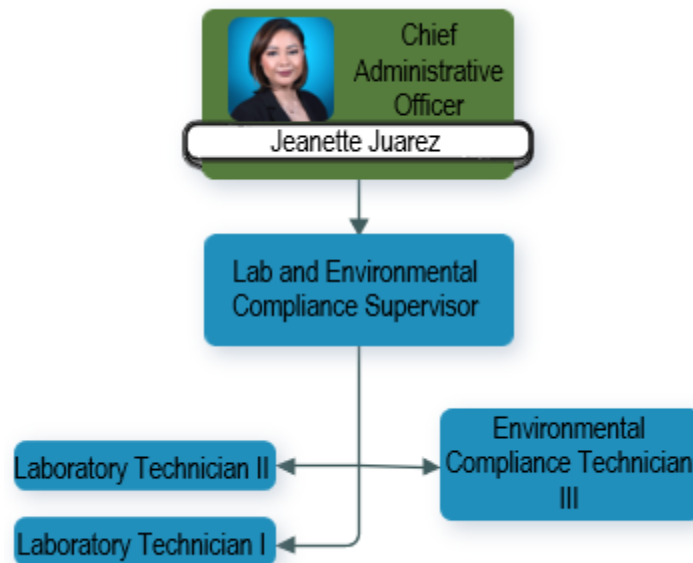 Chief
Administrative
Officer
Jeanette Juarez
Lab and Environmental
Compliance Supervisor
Environmental
Compliance Technician
III
Laboratory Technician II
Laboratory Technician I